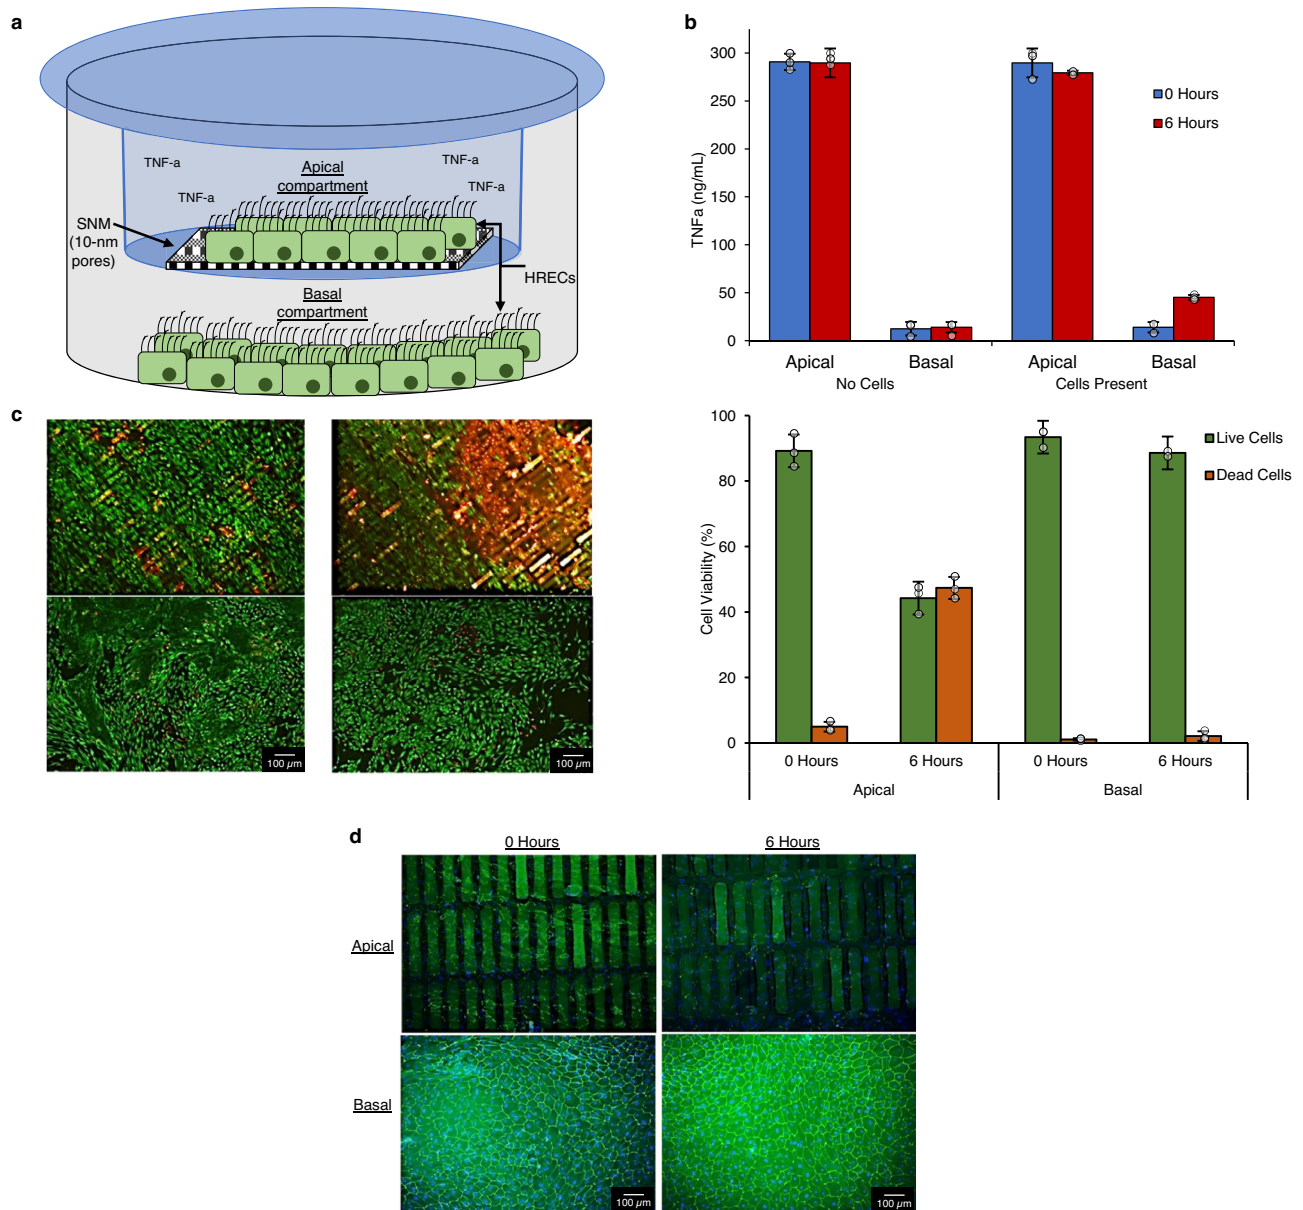 a
TNF-a
TNF-a
TNF-a
TNF-a
Apical
compartment
SNM
(10-nm
pores)
HRECs
Basal
compartment
b
TNFa (ng/mL)
300
250
200
150
100
50
0
0 Hours
6 Hours
Apical
Basal
Apical
Basal
No Cells
Cells Present
c
100 µm
100 µm
Cell Viability (%)
100
80
60
40
20
0
Live Cells
Dead Cells
0 Hours
6 Hours
0 Hours
6 Hours
Apical
Basal
d
0 Hours
6 Hours
Apical
Basal
100 µm
100 µm